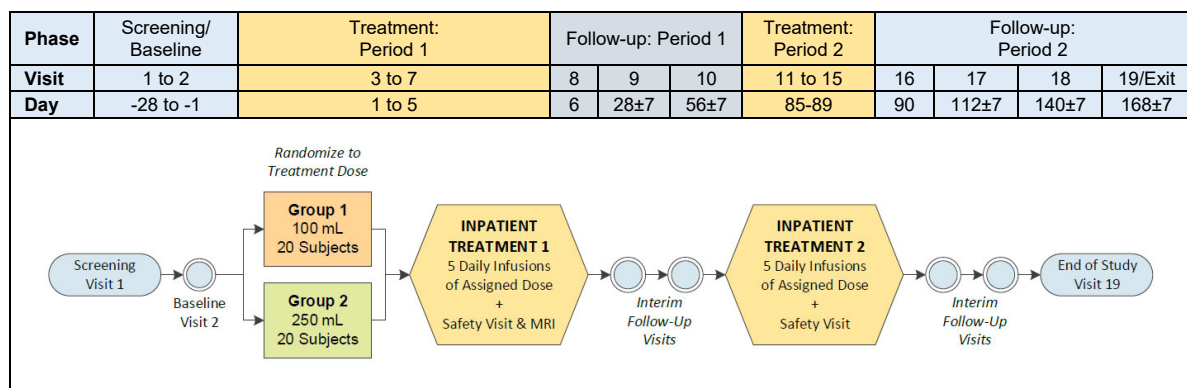 Phase Screening/ Treatment: Follow-up: Period 1 Treatment: Follow-up:
Baseline Period 1 Period 2 Period 2
Visit 1 to 2 3 to 7 8 9 10 11 to 15 16 17 18 19/Exit
Day -28 to -1 1 to 5 6 28±7 56±7 85-89 90 112±7 140±7 168±7
Randomize to
Treatment Dose
Group 1
100 mL
20 Subjects
Screening
Visit 1
Baseline
Visit 2
Group 2
250 mL
20 Subjects
INPATIENT
TREATMENT 1
5 Daily Infusions
of Assigned Dose
+
Safety Visit & MRI
Interim
Follow-Up
Visits
INPATIENT
TREATMENT 2
5 Daily Infusions
of Assigned Dose
+
Safety Visit
Interim
Follow-Up
Visits
End of Study
Visit 19